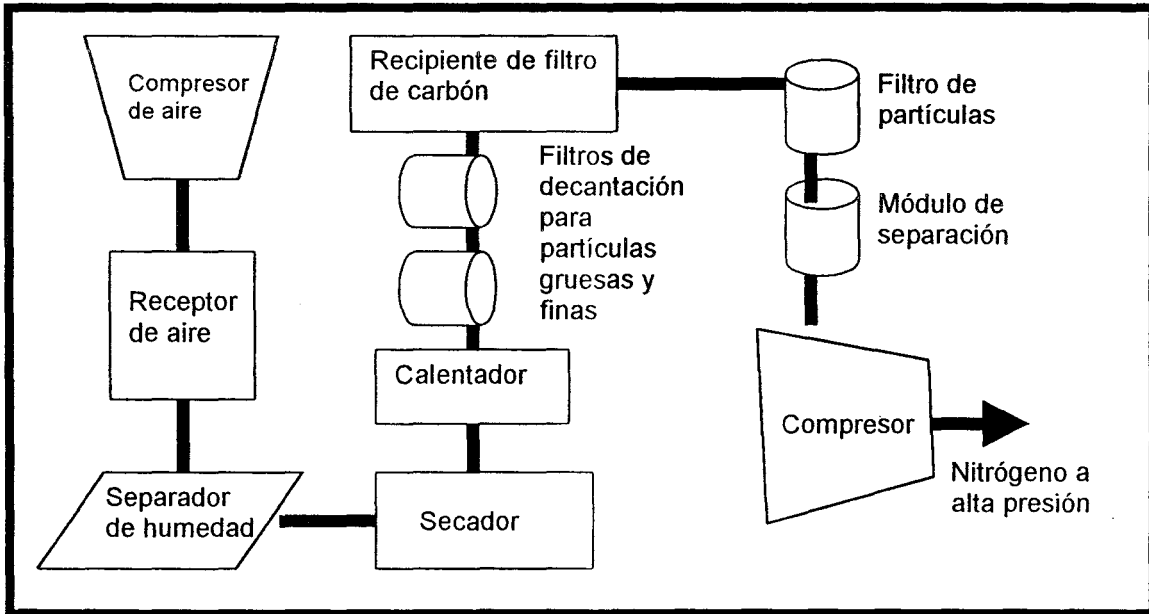 Compresor
de aire
Receptor
de aire
Separador
de humedad
Secador
Calentador
Filtros de
decantación
para
partículas
gruesas y
finas
Recipiente de filtro
de carbón
Filtro de
partículas
Módulo de
separación
Compresor
Nitrógeno a
alta presión